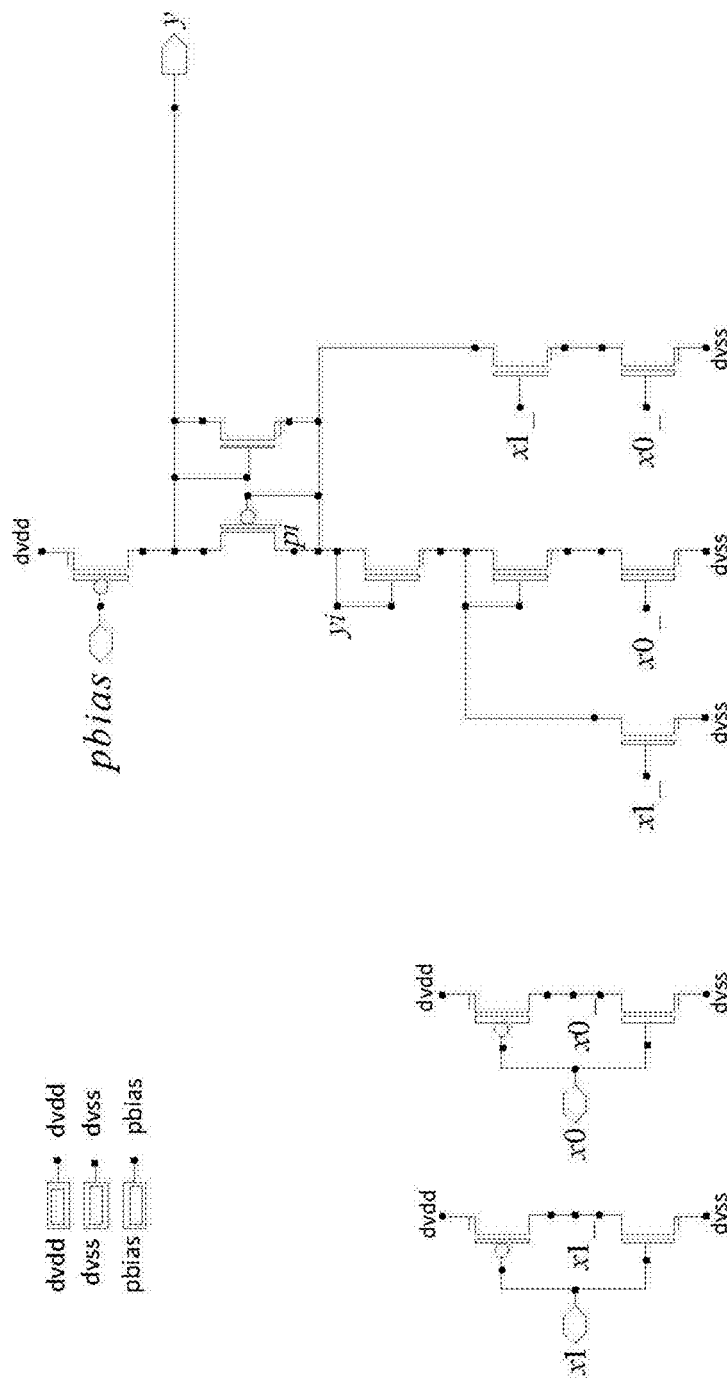 dvdd dvdd
dvss dvss
pbias pbias
dvdd
pbias
y
pi
yi
x1_
x1_
x0_
x0_
dvss
dvss
dvss
dvdd
x1
x1_
dvss
dvdd
x0
x0_
dvss